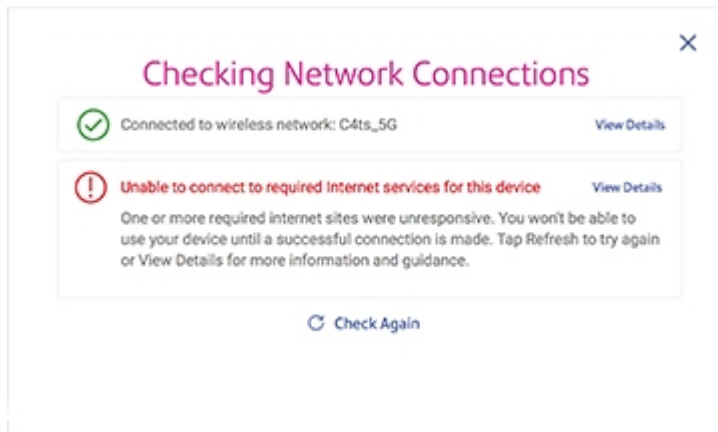 Checking Network Connections
Connected to wireless network: C4ts_5G
View Details
Unable to connect to required Internet services for this device
View Details
One or more required internet sites were unresponsive. You won't be able to
use your device until a successful connection is made. Tap Refresh to try again
or View Details for more information and guidance.
Check Again